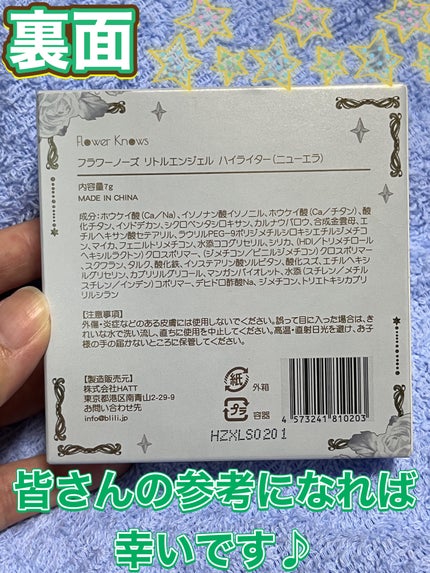 裏面
Flower Knows
フラワーノーズ リトルエンジェル ハイライター（ニューエラ）
内容量7g
MADE IN CHINA
成分：ホウケイ酸（Ca/Na）、イソノナン酸イソノニル、ホウケイ酸（Ca/チタン）、酸
化チタン、イソドデカン、シクロペンタシロキサン、カルナウバロウ、合成金雲母、エ
チルヘキサン酸セテアリル、ラウリルPEG-9ポリジメチルシロキシエチルジメチコ
ン、マイカ、フェニルトリメチコン、水添ココグリセリル、シリカ、（HDI/トリメチロール
ヘキシルラクトン）クロスポリマー、（ジメチコン/ビニルジメチコン）クロスポリマー
、スクワラン、タルク、酸化鉄、イソステアリン酸ソルビタン、酸化スズ、エチルヘキシ
ルグリセリン、カプリリルグリコール、マンガンバイオレット、水添（スチレン/メチル
スチレン/インデン）コポリマー、デヒドロ酢酸Na、ジメチコン、トリエトキシカプリ
リルシラン
【注意事項】
外傷・炎症などのある皮膚には使用しないでください。誤って目に入った場合は、き
れいな水で洗い流し、直ちに使用を中止してください。高温・直射日光を避け、お子
様の手の届かないところに保管してください。
【製造販売元】
株式会社HATT
東京都港区南青山2-29-9
お問い合わせ先
info@blili.jp
紙 外箱
プラ 容器
4 573241 810203
HZXLS0201
皆さんの参考になれば
幸いです♪